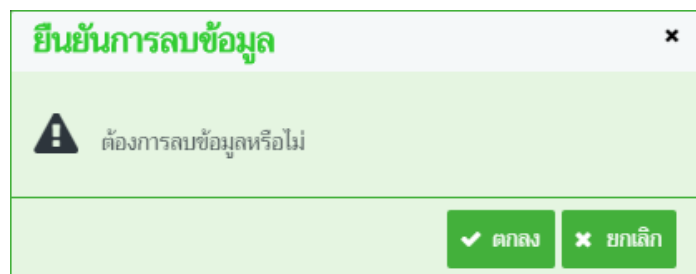 ยืนยันการลบข้อมูล
ต้องการลบข้อมูลหรือไม่
ตกลง
ยกเลิก